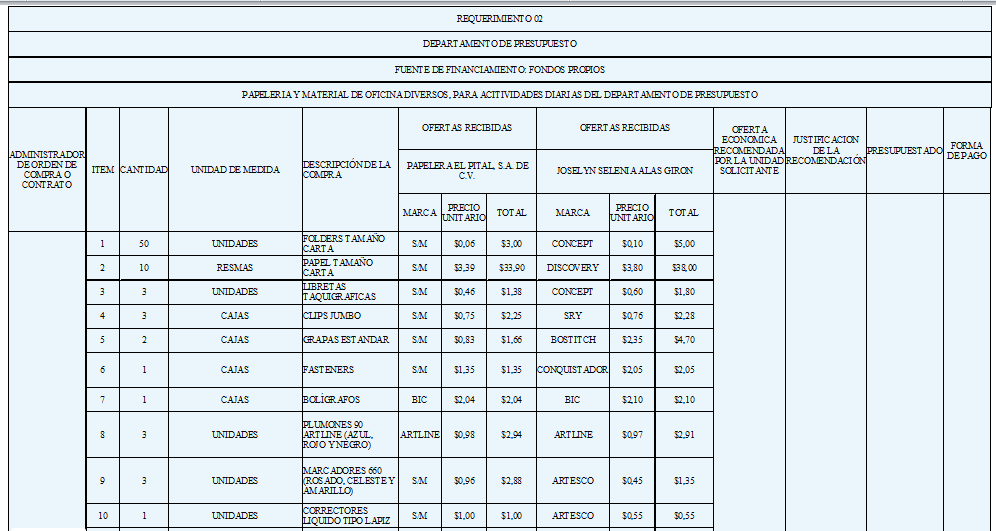 REQUERIMIENTO 02
DEPARTAMENTO DE PRESUPUESTO
FUENTE DE FINANCIAMIENTO: FONDOS PROPIOS
PAPELERIA Y MATERIAL DE OFICINA DIVERSOS, PARA ACITIVIDADES DIARIAS DEL DEPARTAMENTO DE PRESUPUESTO
ADMINISTRADOR
DE ORDEN DE
COMPRA O
CONTRATO
ITEM
CANTIDAD
UNIDAD DE MEDIDA
DESCRIPCIÓN DE LA
COMPRA
OFERTAS RECIBIDAS
PAPELERA EL PITAL, S.A. DE
C.V.
MARCA
PRECIO
UNITARIO
TOTAL
OFERTAS RECIBIDAS
JOSELYN SELENIA ALAS GIRON
MARCA
PRECIO
UNITARIO
TOTAL
OFERTA
ECONOMICA
RECOMENDADA
POR LA UNIDAD
SOLICITANTE
JUSTIFICACION
DE LA
RECOMENDACIÓN
PRESUPUESTADO
FORMA
DE PAGO
1 50 UNIDADES FOLDERS TAMAÑO
CARTA S/M $0,06 $3,00 CONCEPT $0,10 $5,00
2 10 RESMAS PAPEL TAMAÑO
CARTA S/M $3,39 $33,90 DISCOVERY $3,80 $38,00
3 3 UNIDADES LIBRETAS
TAQUIGRAFICAS S/M $0,46 $1,38 CONCEPT $0,60 $1,80
4 3 CAJAS CLIPS JUMBO S/M $0,75 $2,25 SRY $0,76 $2,28
5 2 CAJAS GRAPAS ESTANDAR S/M $0,83 $1,66 BOSTITCH $2,35 $4,70
6 1 CAJAS FASTENERS S/M $1,35 $1,35 CONQUISTADOR $2,05 $2,05
7 1 CAJAS BOLÍGRAFOS BIC $2,04 $2,04 BIC $2,10 $2,10
8 3 UNIDADES PLUMONES 90
ARTLINE (AZUL,
ROJO Y NEGRO) ARTLINE $0,98 $2,94 ARTLINE $0,97 $2,91
9 3 UNIDADES MARCADORES 660
(ROSADO, CELESTE Y
AMARILLO) S/M $0,96 $2,88 ARTESCO $0,45 $1,35
10 1 UNIDADES CORRECTORES
LIQUIDO TIPO LAPIZ S/M $1,00 $1,00 ARTESCO $0,55 $0,55